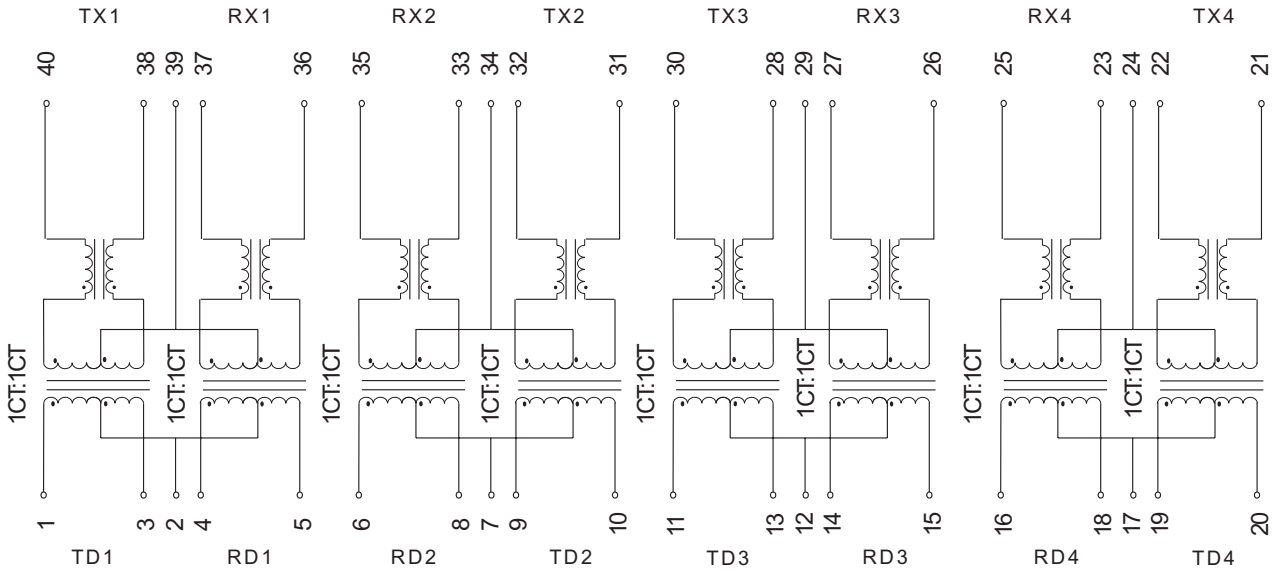 TX1 RX1 RX2 TX2 TX3 RX3 RX4 TX4
40 38 39 37 36 35 33 34 32 31 30 28 29 27 26 25 23 24 22 21
1CT:1CT 1CT:1CT 1CT:1CT 1CT:1CT 1CT:1CT 1CT:1CT 1CT:1CT 1CT:1CT
1 3 2 4 5 6 8 7 9 10 11 13 12 14 15 16 18 17 19 20
TD1 RD1 RD2 TD2 TD3 RD3 RD4 TD4